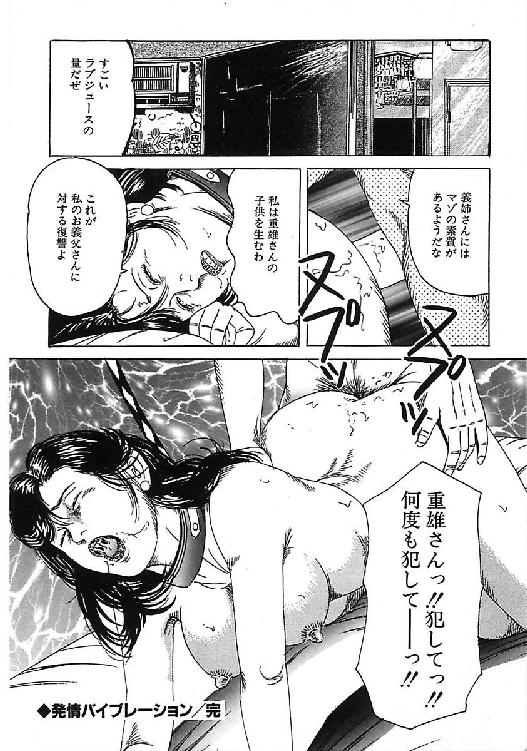 すごい
ラブジュースの
量だぜ
義姉さんには
マゾの素質が
あるようだな
ヌプ
ヌプッ
私は重雄さんの
子供を生むわ
これが
私のお義父さんに
対する復讐よ
重雄さんっ!!犯してっ!!
何度も犯してーっ!!
◆発情バイブレーション/完